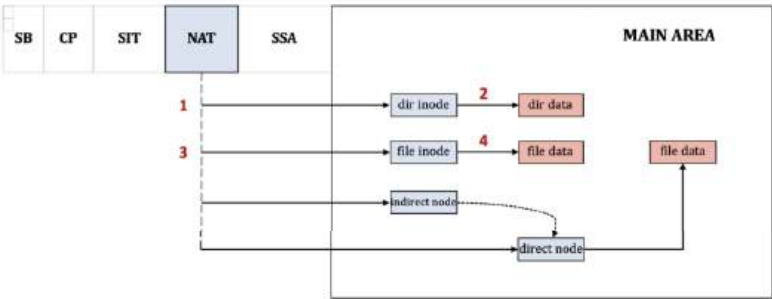 SB CP SIT NAT SSA MAIN AREA
1 dir inode 2 dir data
3 file inode 4 file data file data
indirect node
direct node